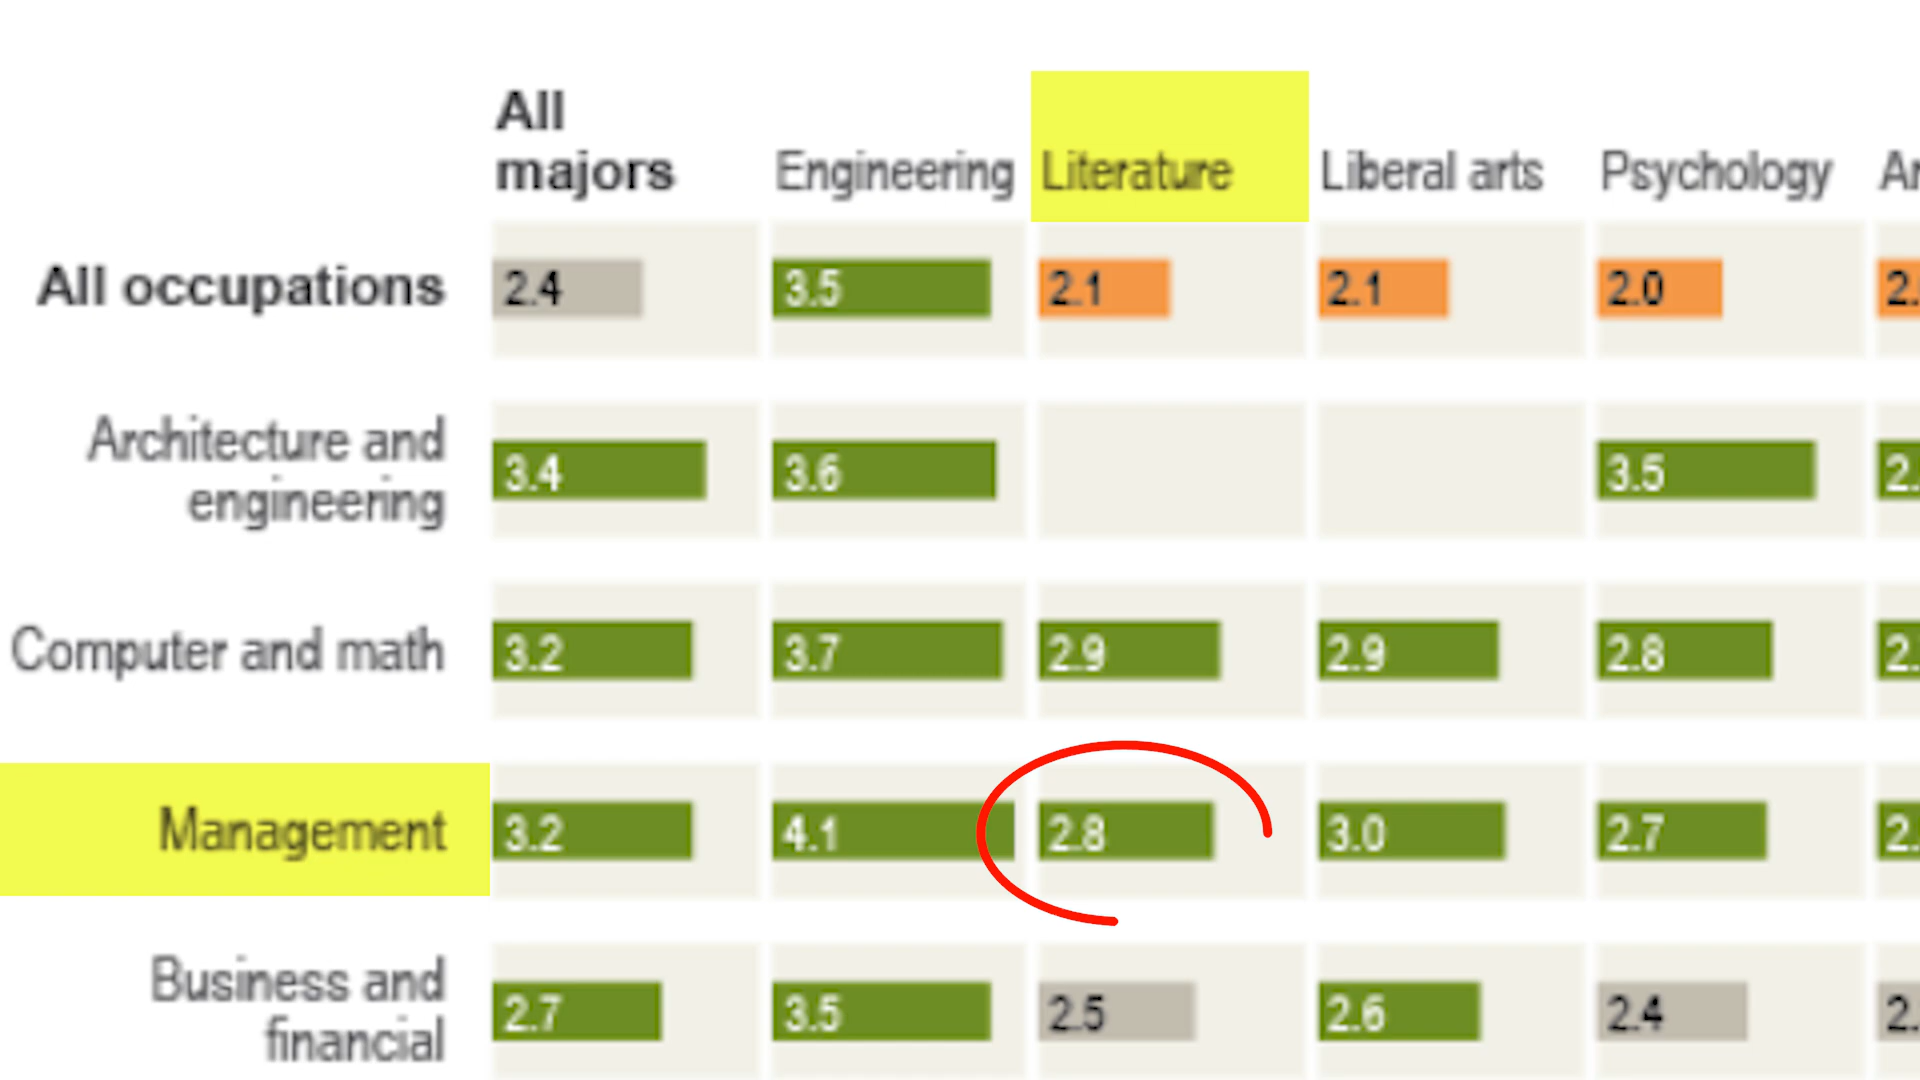 All
majors Engineering Literature Liberal arts Psychology
All occupations 2.4 3.5 2.1 2.1 2.0
Architecture and
engineering 3.4 3.6 3.5
Computer and math 3.2 3.7 2.9 2.9 2.8
Management 3.2 4.1 2.8 3.0 2.7
Business and
financial 2.7 3.5 2.5 2.6 2.4